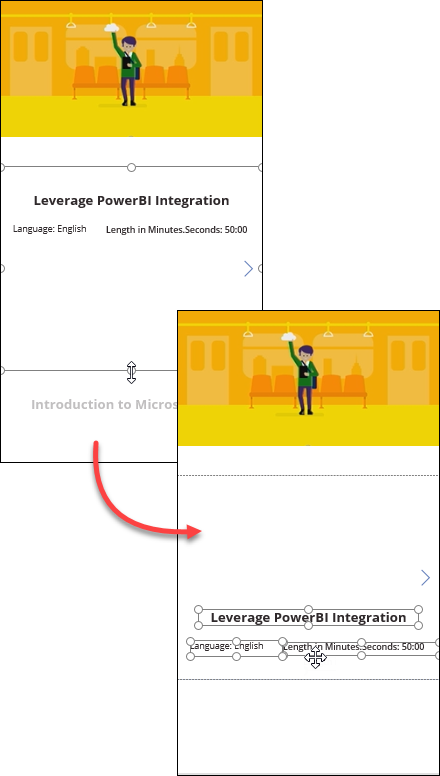 Leverage PowerBI Integration
Language: English
Length in Minutes.Seconds: 50:00
Introduction to Micros
Leverage PowerBI Integration
Language: English
Length in Minutes.Seconds: 50:00